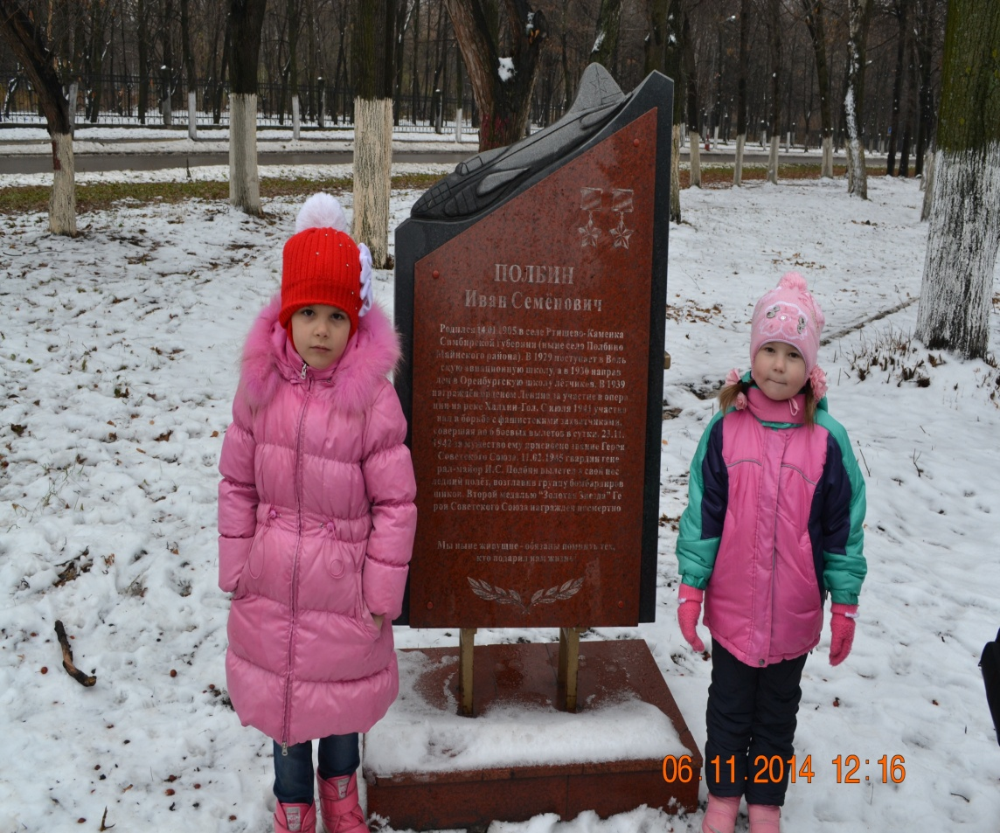 ПОЛБИН
Иван Семёнович
Родился 14.01.1905 в селе Ртищево-Каменка
Симбирской губернии (ныне село Полбино
Майнского района). В 1929 поступает в Воль
скую авиационную школу, а в 1930 направ
лен в Оренбургскую школу лётчиков. В 1939
награждён орденом Ленина за участие в опера
ции на реке Халхин-Гол. С июля 1941 участво
вал в борьбе с фашистскими захватчиками,
совершая до 6 боевых вылетов в сутки. 23.11.
1942 за мужество ему присвоено звание Героя
Советского Союза. 11.02.1945 гвардии гене
рал-майор И.С. Полбин вылетел в свой пос
ледний полёт, возглавив группу бомбардиров
щиков. Второй медалью "Золотая Звезда" Ге
роя Советского Союза награжден посмертно
Мы ныне живущие - обязаны помнить тех,
кто подарил нам жизнь
06.11.2014 12:16